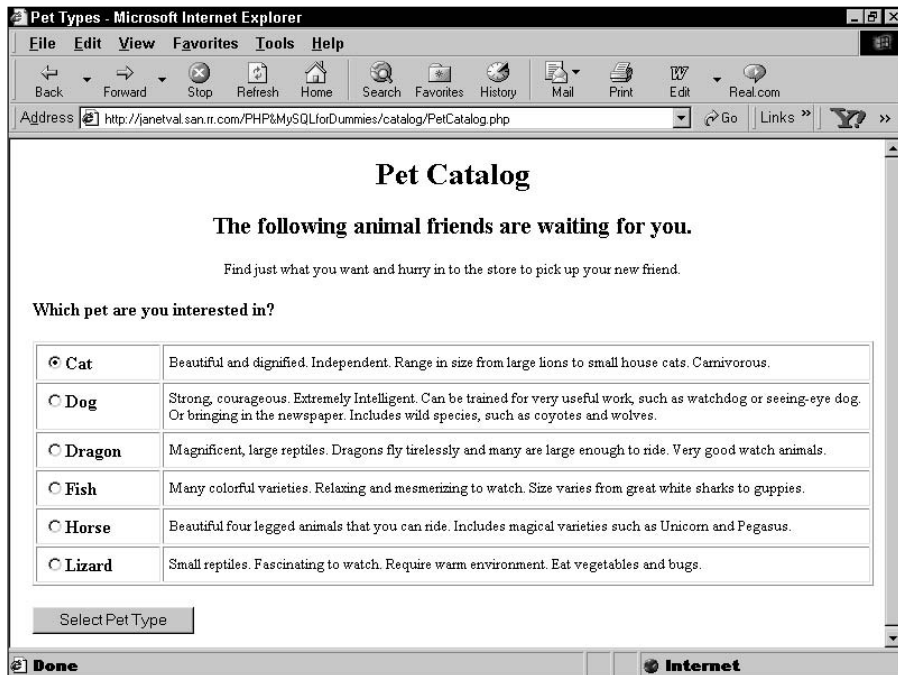 Pet Types - Microsoft Internet Explorer
File Edit View Favorites Tools Help
Back Forward Stop Refresh Home Search Favorites History Mail Print Edit Real.com
Address http://janetval.san.rr.com/PHP&MySQLforDummies/catalog/PetCatalog.php Go Links »
Pet Catalog
The following animal friends are waiting for you.
Find just what you want and hurry in to the store to pick up your new friend.
Which pet are you interested in?
Cat Beautiful and dignified. Independent. Range in size from large lions to small house cats. Carnivorous.
Dog Strong, courageous. Extremely Intelligent. Can be trained for very useful work, such as watchdog or seeing-eye dog.
Or bringing in the newspaper. Includes wild species, such as coyotes and wolves.
Dragon Magnificent, large reptiles. Dragons fly tirelessly and many are large enough to ride. Very good watch animals.
Fish Many colorful varieties. Relaxing and mesmerizing to watch. Size varies from great white sharks to guppies.
Horse Beautiful four legged animals that you can ride. Includes magical varieties such as Unicorn and Pegasus.
Lizard Small reptiles. Fascinating to watch. Require warm environment. Eat vegetables and bugs.
Select Pet Type
Done Internet